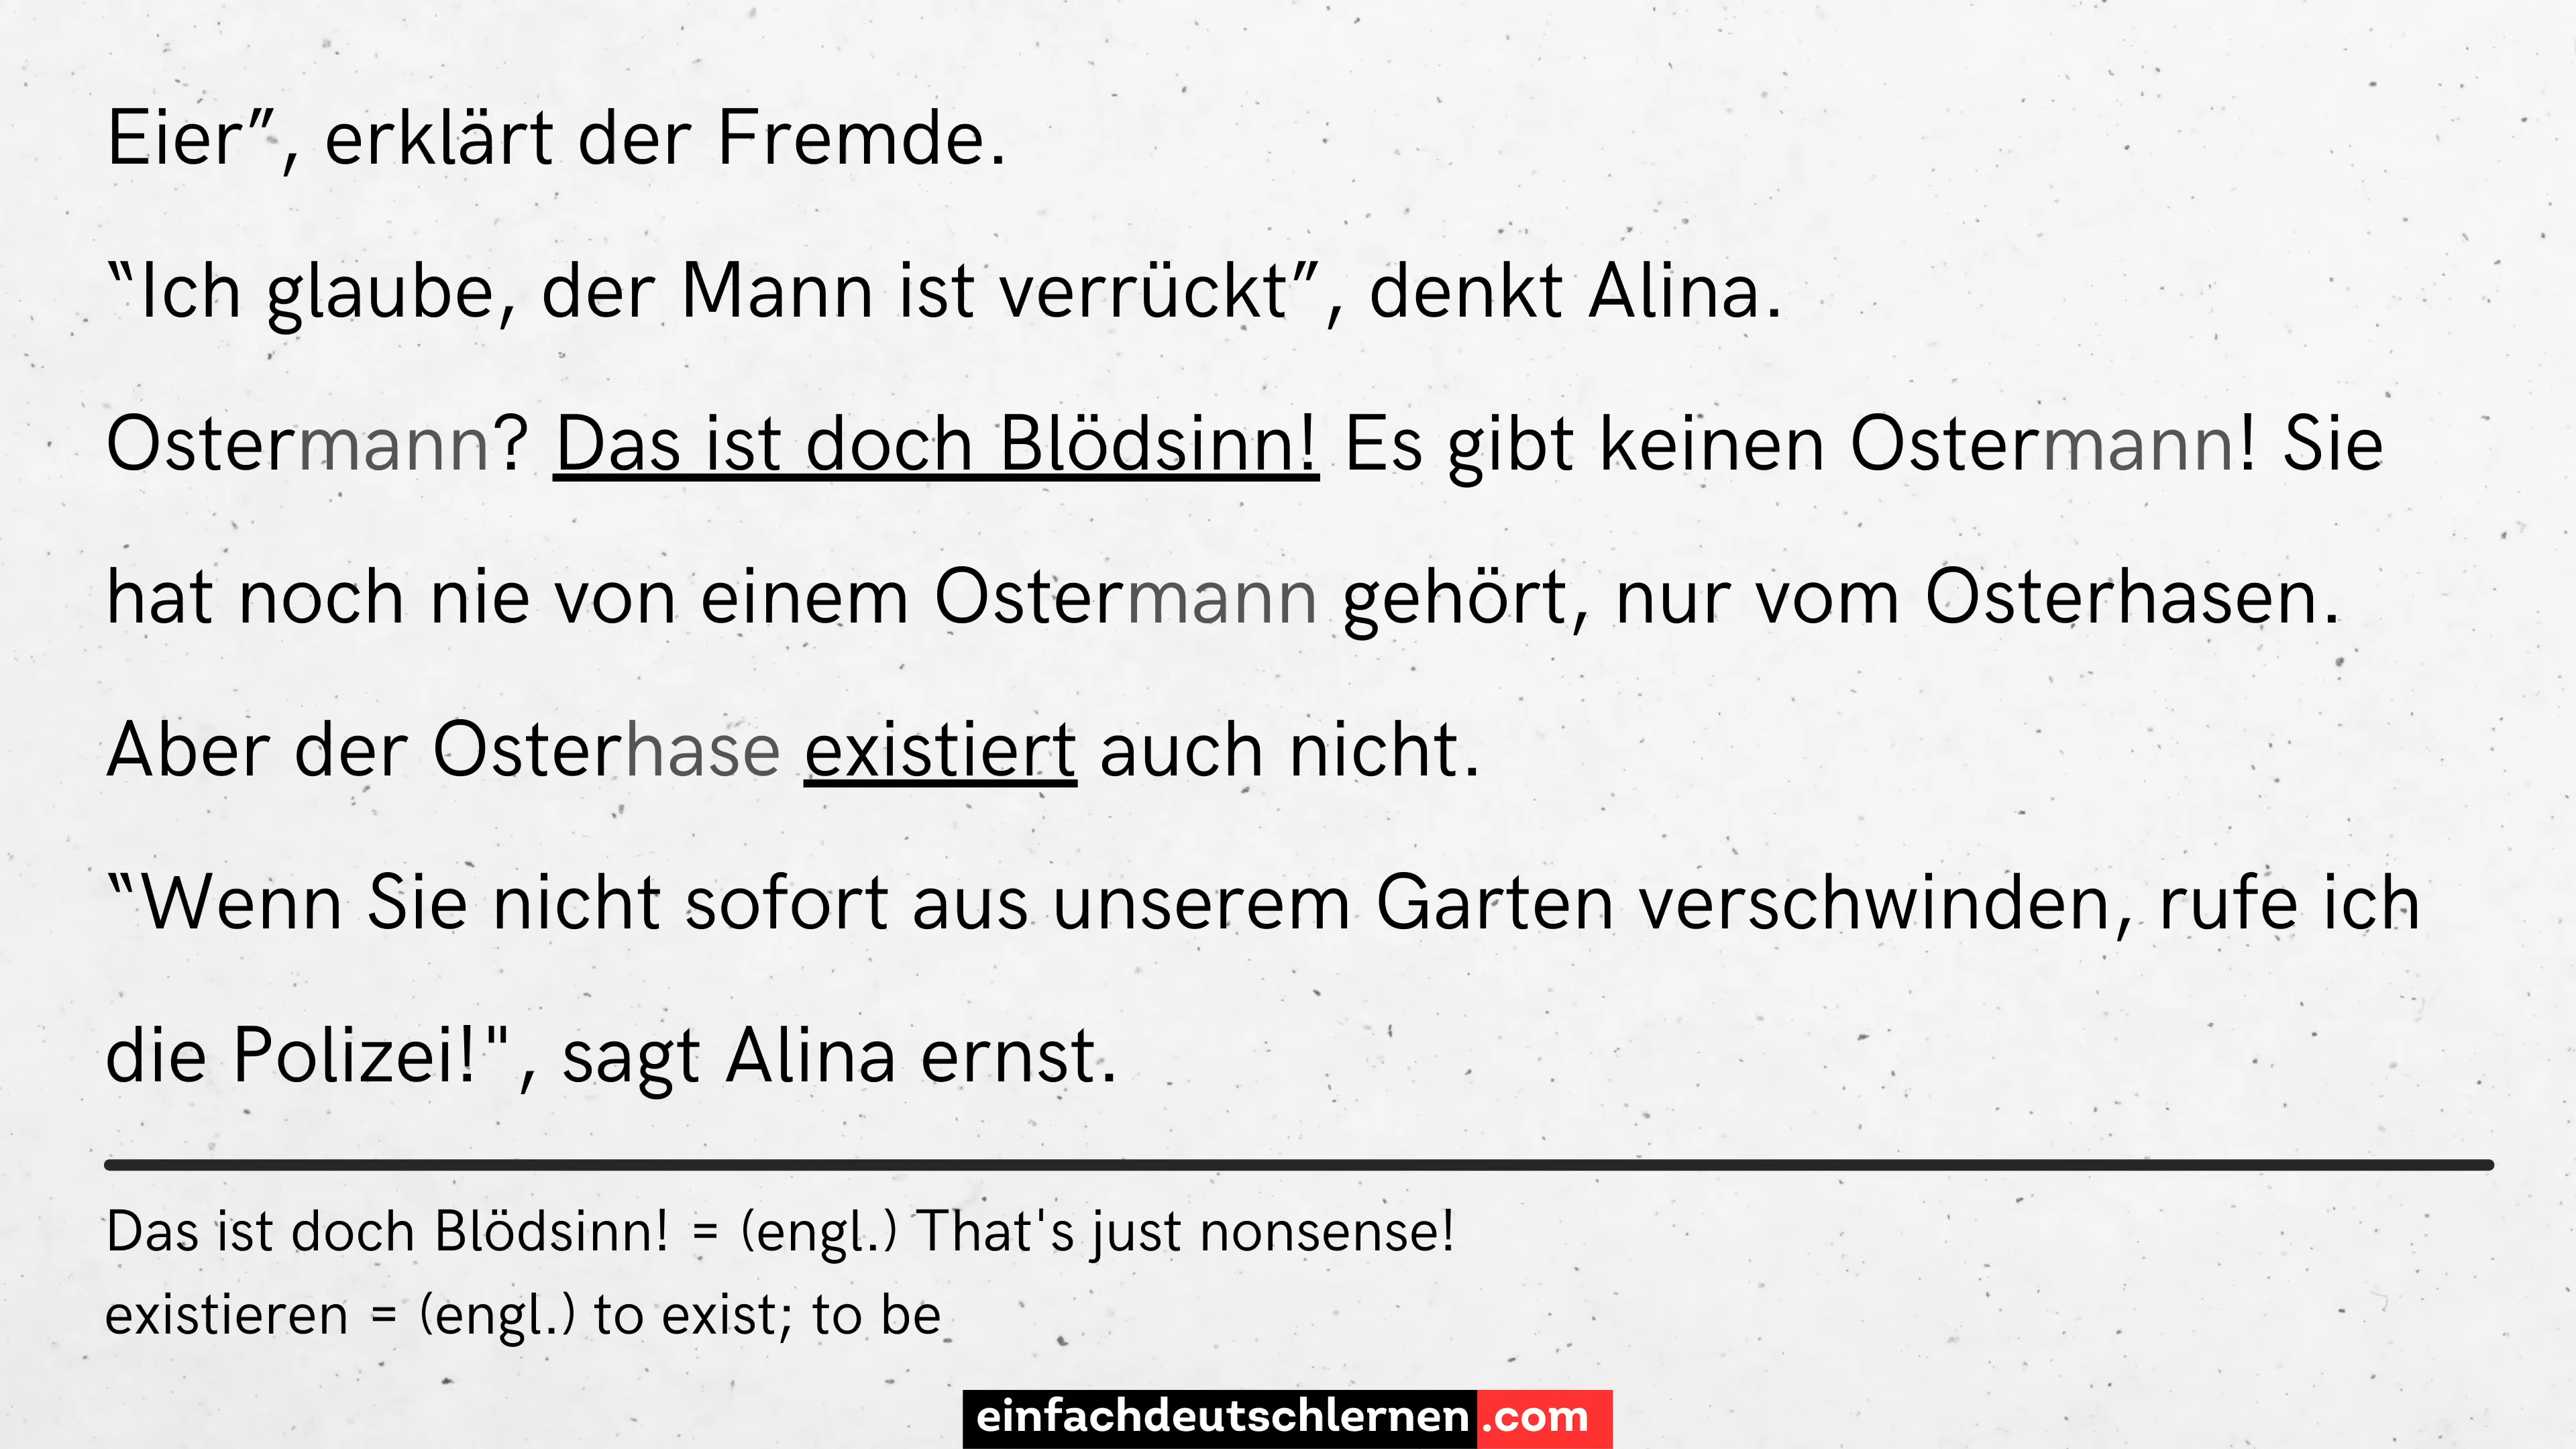 Eier”, erklärt der Fremde.
“Ich glaube, der Mann ist verrückt”, denkt Alina.
Ostermann? Das ist doch Blödsinn! Es gibt keinen Ostermann! Sie
hat noch nie von einem Ostermann gehört, nur vom Osterhasen.
Aber der Osterhase existiert auch nicht.
“Wenn Sie nicht sofort aus unserem Garten verschwinden, rufe ich
die Polizei!", sagt Alina ernst.
Das ist doch Blödsinn! = (engl.) That's just nonsense!
existieren = (engl.) to exist; to be
einfachdeutschlernen.com